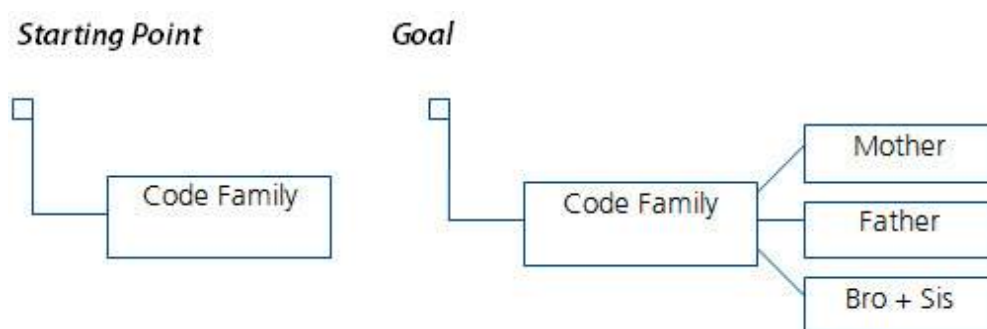 Starting Point
Goal
Code Family
Code Family
Mother
Father
Bro + Sis